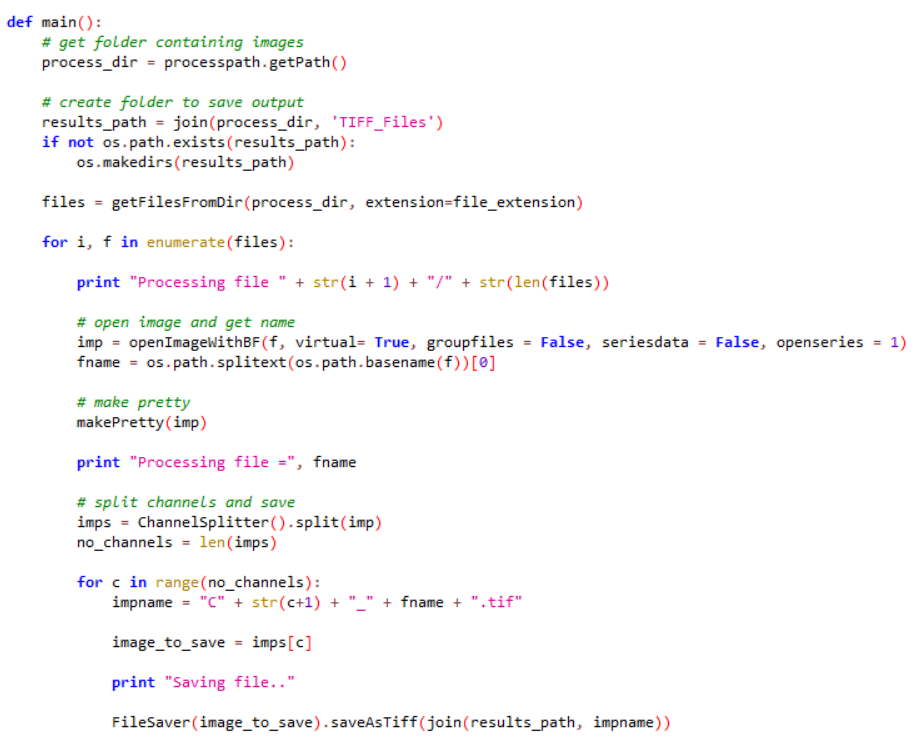 def main():
    # get folder containing images
    process_dir = processpath.getPath()
    # create folder to save output
    results_path = join(process_dir, 'TIFF_Files')
    if not os.path.exists(results_path):
        os.makedirs(results_path)
    files = getFilesFromDir(process_dir, extension=file_extension)
    for i, f in enumerate(files):
        print "Processing file " + str(i + 1) + "/" + str(len(files))
        # open image and get name
        imp = openImageWithBF(f, virtual= True, groupfiles = False, seriesdata = False, openseries = 1)
        fname = os.path.splitext(os.path.basename(f))[0]
        # make pretty
        makePretty(imp)
        print "Processing file =", fname
        # split channels and save
        imps = ChannelSplitter().split(imp)
        no_channels = len(imps)
        for c in range(no_channels):
            impname = "C" + str(c+1) + "_" + fname + ".tif"
            image_to_save = imps[c]
            print "Saving file.."
            FileSaver(image_to_save).saveAsTiff(join(results_path, impname))